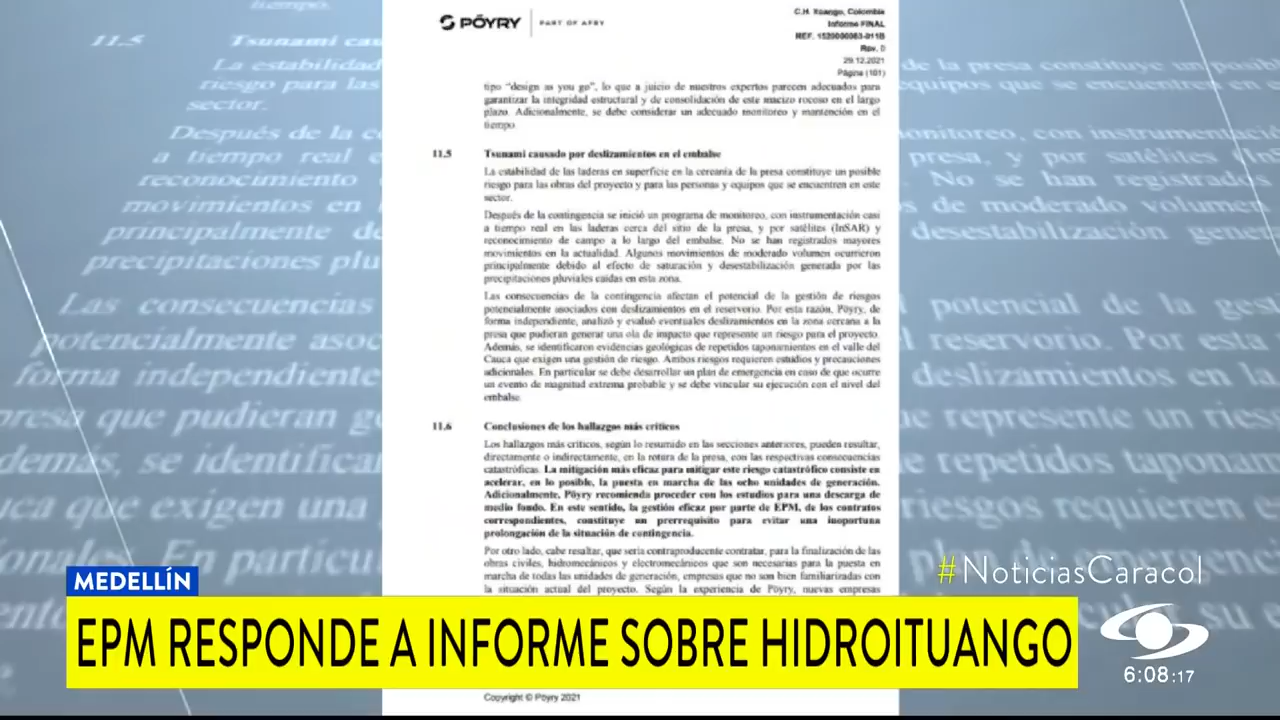 PÖYRY
PART OF AFRY
C.H. Ituango, Colombia
Informe FINAL
REF. 1520000083-011B
Rev. 0
29.12.2021
Página (101)
tipo "design as you go", lo que a juicio de nuestros expertos parecen adecuados para
garantizar la integridad estructural y de consolidación de este macizo rocoso en el largo
plazo. Adicionalmente, se debe considerar un adecuado monitoreo y mantención en el
tiempo
11.5 Tsunami causado por deslizamientos en el embalse
La estabilidad de las laderas en superficie en la cercanía de la presa constituye un posible
riesgo para las obras del proyecto y para las personas y equipos que se encuentren en este
sector.
Después de la contingencia se inició un programa de monitoreo, con instrumentación casi
a tiempo real en las laderas cerca del sitio de la presa, y por satélites (InSAR) y
reconocimiento de campo a lo largo del embalse. No se han registrados mayores
movimientos en la actualidad. Algunos movimientos de moderado volumen ocurrieron
principalmente debido al efecto de saturación y desestabilización generada por las
precipitaciones pluviales caídas en esta zona.
Las consecuencias de la contingencia afectan el potencial de la gestión de riesgos
potencialmente asociados con deslizamientos en el reservorio. Por esta razón, Pöyry, de
forma independiente, analizó y evaluó eventuales deslizamientos en la zona cercana a la
presa que pudieran generar una ola de impacto que represente un riesgo para el proyecto.
Además, se identificaron evidencias geológicas de repetidos taponamientos en el valle del
Cauca que exigen una gestión de riesgo. Ambos riesgos requieren estudios y precauciones
adicionales. En particular se debe desarrollar un plan de emergencia en caso de que ocurre
un evento de magnitud extrema probable y se debe vincular su ejecución con el nivel del
embalse.
11.6 Conclusiones de los hallazgos más críticos
Los hallazgos más críticos, según lo resumido en las secciones anteriores, pueden resultar,
directamente o indirectamente, en la rotura de la presa, con las respectivas consecuencias
catastróficas. La mitigación más eficaz para mitigar este riesgo catastrófico consiste en
acelerar, en lo posible, la puesta en marcha de las ocho unidades de generación.
Adicionalmente, Pöyry recomienda proceder con los estudios para una descarga de
medio fondo. En este sentido, la gestión eficaz por parte de EPM, de los contratos
correspondientes, constituye un prerrequisito para evitar una inoportuna
prolongación de la situación de contingencia.
Por otro lado, cabe resaltar, que sería contraproducente contratar, para la finalización de las
obras civiles, hidromecánicos y electromecánicos que son necesarias para la puesta en
marcha de todas las unidades de generación, empresas que no son bien familiarizadas con
la situación actual del proyecto. Según la experiencia de Pöyry, nuevas empresas
#NoticiasCaracol
MEDELLÍN
EPM RESPONDE A INFORME SOBRE HIDROITUANGO
6:08:17
Copyright © Pöyry 2021